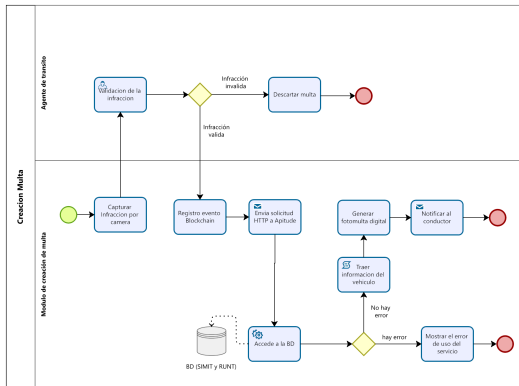 Creacion Multa
Agente de transito
Validacion de la
infraccion
Infracción
invalida
Descartar multa
Infracción
valida
Modulo de creación de multa
Capturar
Infraccion por
camera
Registro evento
Blockchain
Envia solicitud
HTTP a Apitude
Generar
fotomulta digital
Notificar al
conductor
Traer
informacion del
vehiculo
No hay
error
hay error
Accede a la BD
BD (SIMIT y RUNT)
Mostrar el error
de uso del
servicio